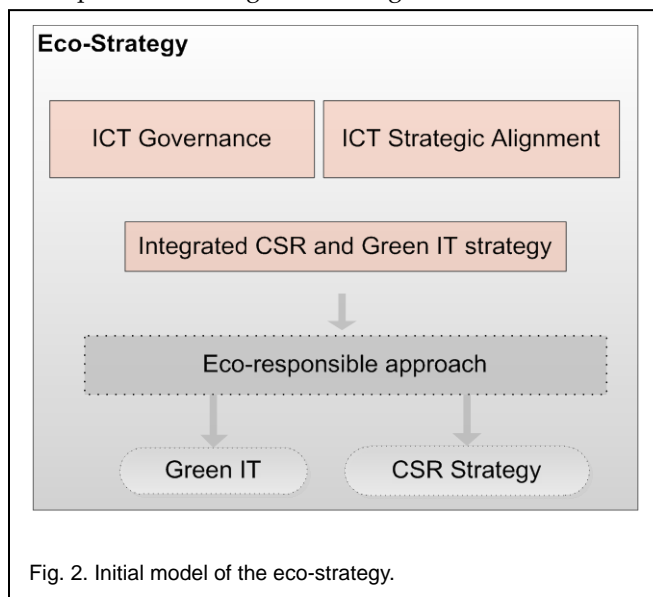 Eco-Strategy
ICT Governance
ICT Strategic Alignment
Integrated CSR and Green IT strategy
Eco-responsible approach
Green IT
CSR Strategy
Fig. 2. Initial model of the eco-strategy.